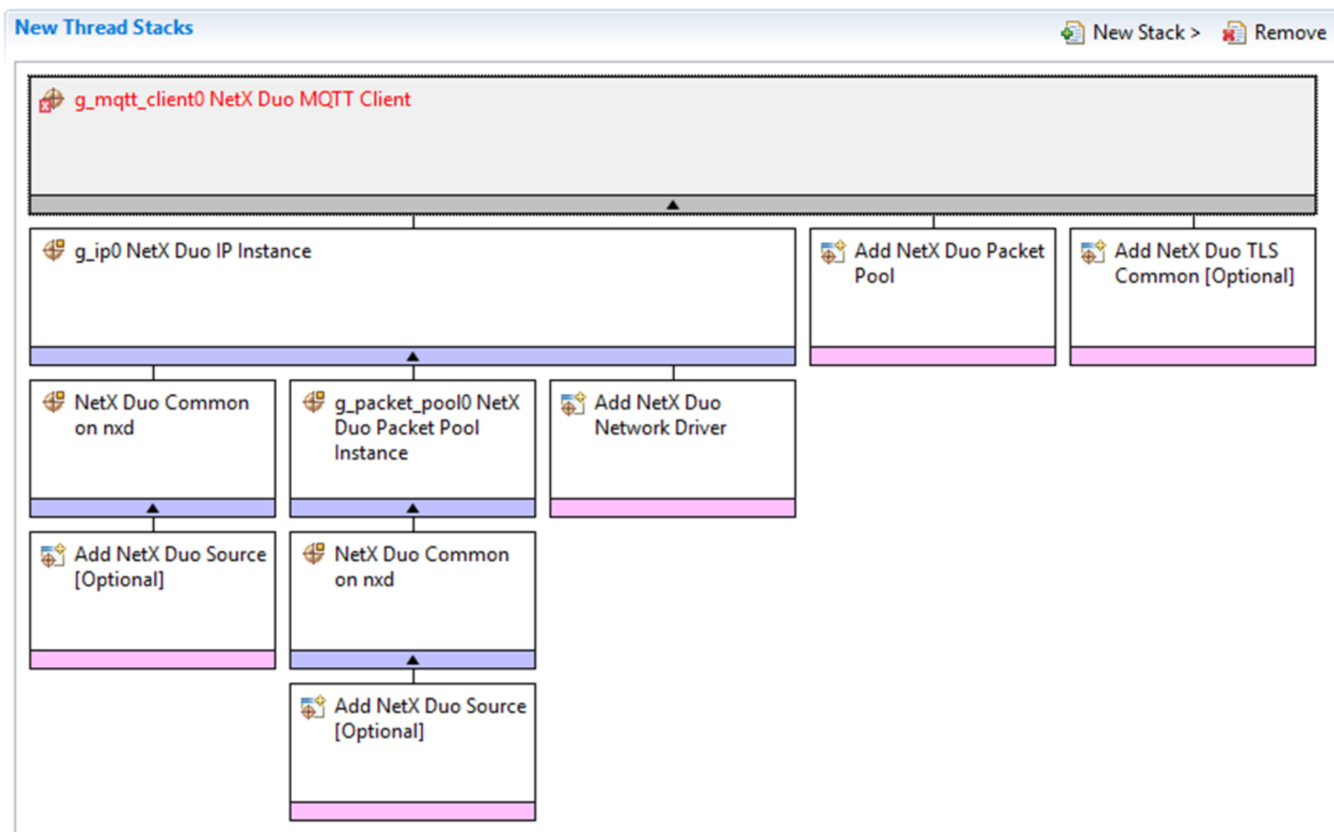 New Thread Stacks
New Stack >
Remove
g_mqtt_client0 NetX Duo MQTT Client
g_ip0 NetX Duo IP Instance
Add NetX Duo Packet
Pool
Add NetX Duo TLS
Common [Optional]
NetX Duo Common
on nxd
g_packet_pool0 NetX
Duo Packet Pool
Instance
Add NetX Duo
Network Driver
Add NetX Duo Source
[Optional]
NetX Duo Common
on nxd
Add NetX Duo Source
[Optional]